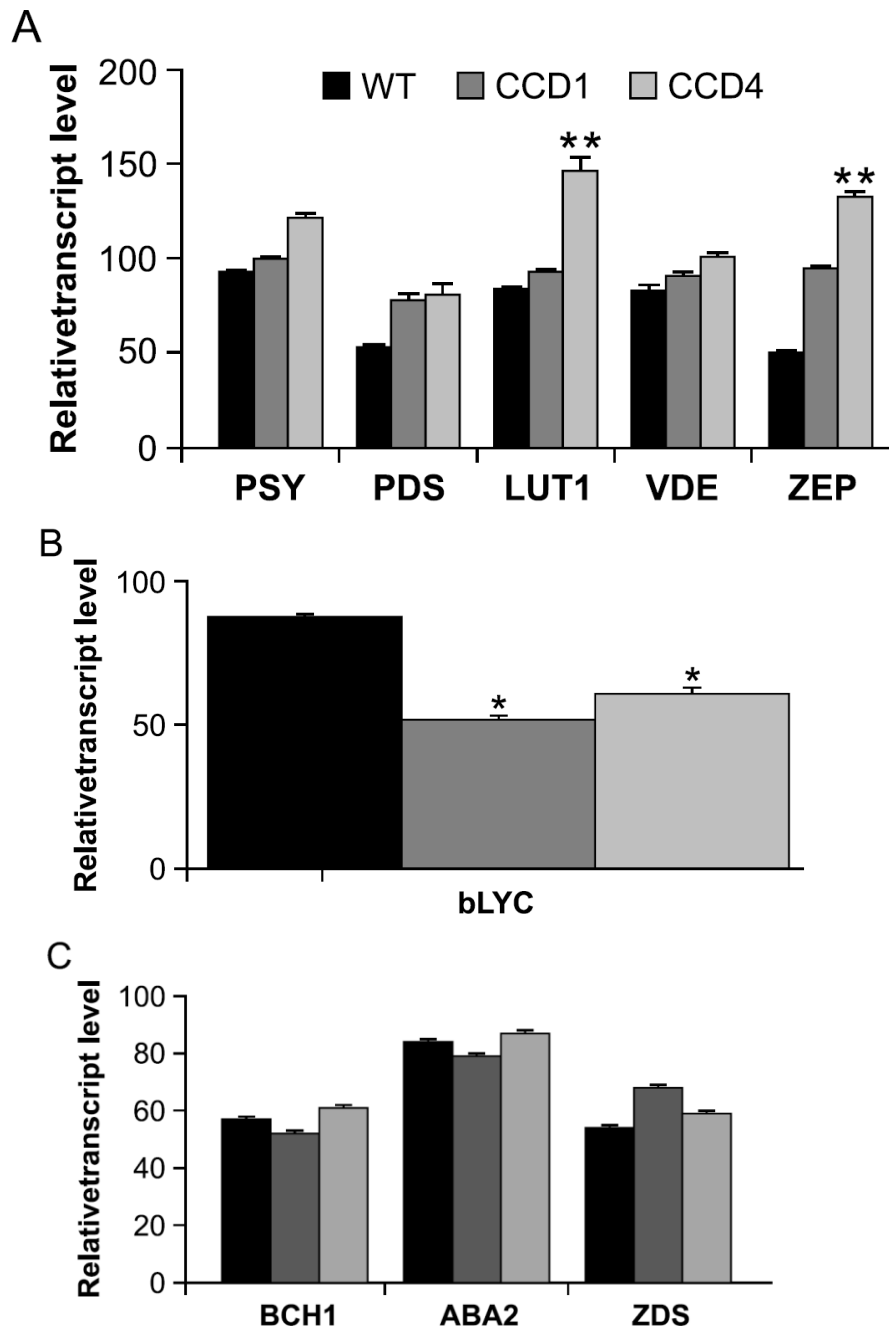 A
Relativetranscript level
200
150
100
50
0
WT CCD1 CCD4
**
**
PSY PDS LUT1 VDE ZEP
B
Relativetranscript level
100
50
0
*
*
bLYC
C
Relativetranscript level
100
80
60
40
20
0
BCH1 ABA2 ZDS